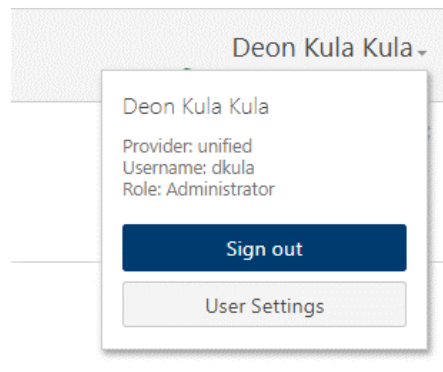 Deon Kula Kula
Deon Kula Kula
Provider: unified
Username: dkula
Role: Administrator
Sign out
User Settings